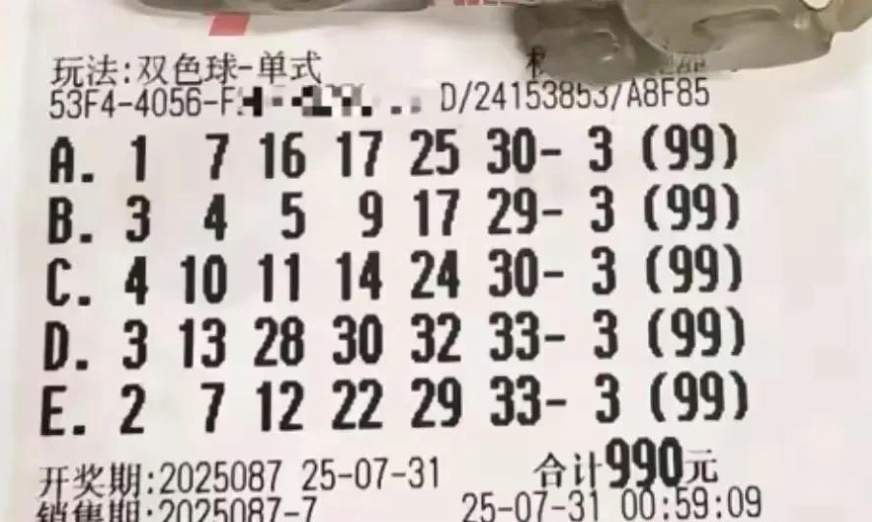 玩法:双色球-单式
53F4-4056-F D/24153853/A8F85
A. 1 7 16 17 25 30- 3 (99)
B. 3 4 5 9 17 29- 3 (99)
C. 4 10 11 14 24 30- 3 (99)
D. 3 13 28 30 32 33- 3 (99)
E. 2 7 12 22 29 33- 3 (99)
开奖期:2025087 25-07-31 合计990元
销售期:2025087-7 25-07-31 00:59:09